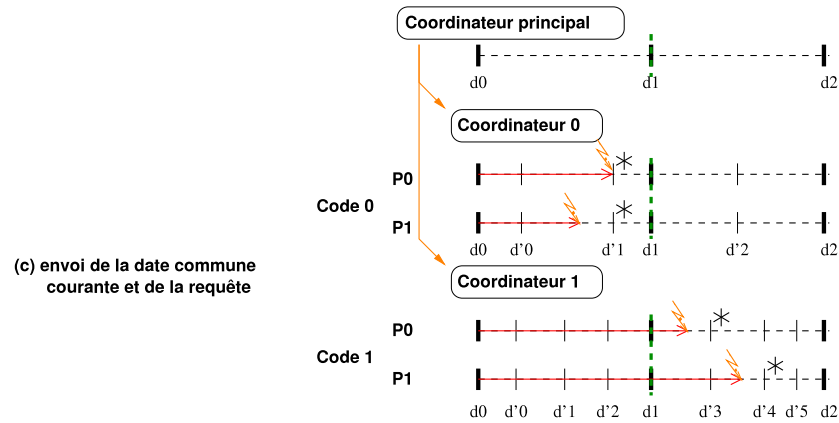 Coordinateur principal
d0 d1 d2
Coordinateur 0
P0
Code 0
P1
d0 d'0 d'1 d1 d'2 d2
(c) envoi de la date commune
courante et de la requête
Coordinateur 1
P0
Code 1
P1
d0 d'0 d'1 d'2 d1 d'3 d'4 d'5 d2